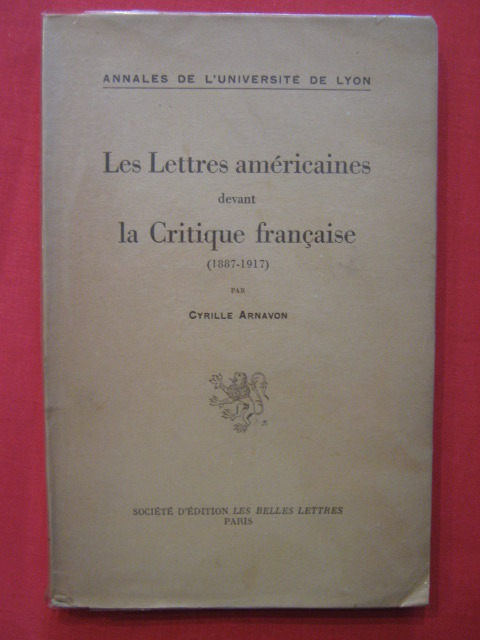 ANNALES DE L'UNIVERSITÉ DE LYON
Les Lettres américaines
devant
la Critique française
(1887-1917)
PAR
CYRILLE ARNAVON
SOCIÉTÉ D'ÉDITION LES BELLES LETTRES
PARIS